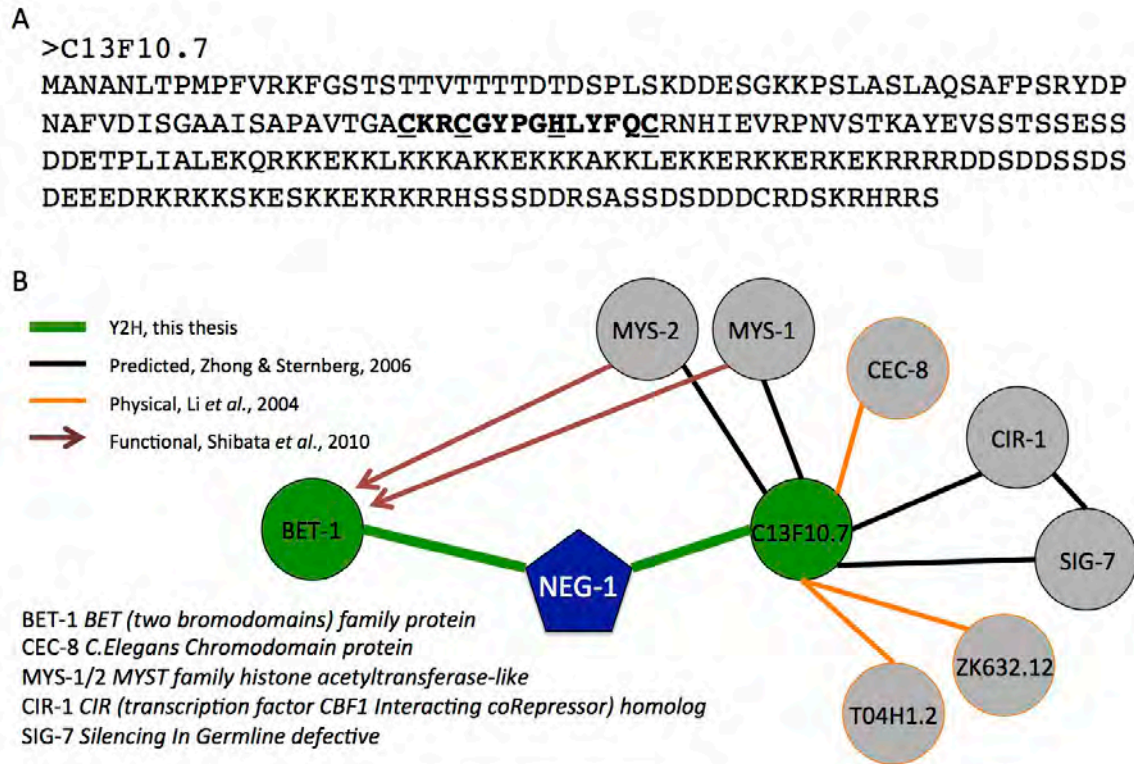 A
>C13F10.7
MANANLTPMPFVRKFGSTSTTTVTTTTDTDSPLSKDDESGKKPSLASLAQSAFPSRYDP
NAFVDISGAAISAPAVTGACKRCGYPGHLYFQCRNHIEVRPNVSTKAYEVSSTSSESS
DDETPLIALEKQRKKEKKLKKKAKKEKKKAKKLEKKERKKERKEKRRRRDDSDDSSDS
DEEEDRKRKKSKESKKEKRKRRHSSSDDRSASSDSDDDCRDSKRHRRS
B
Y2H, this thesis
Predicted, Zhong & Sternberg, 2006
Physical, Li et al., 2004
Functional, Shibata et al., 2010
MYS-2
MYS-1
CEC-8
CIR-1
BET-1
C13F10.7
SIG-7
NEG-1
ZK632.12
T04H1.2
BET-1 BET (two bromodomains) family protein
CEC-8 C.Elegans Chromodomain protein
MYS-1/2 MYST family histone acetyltransferase-like
CIR-1 CIR (transcription factor CBF1 Interacting coRepressor) homolog
SIG-7 Silencing In Germline defective